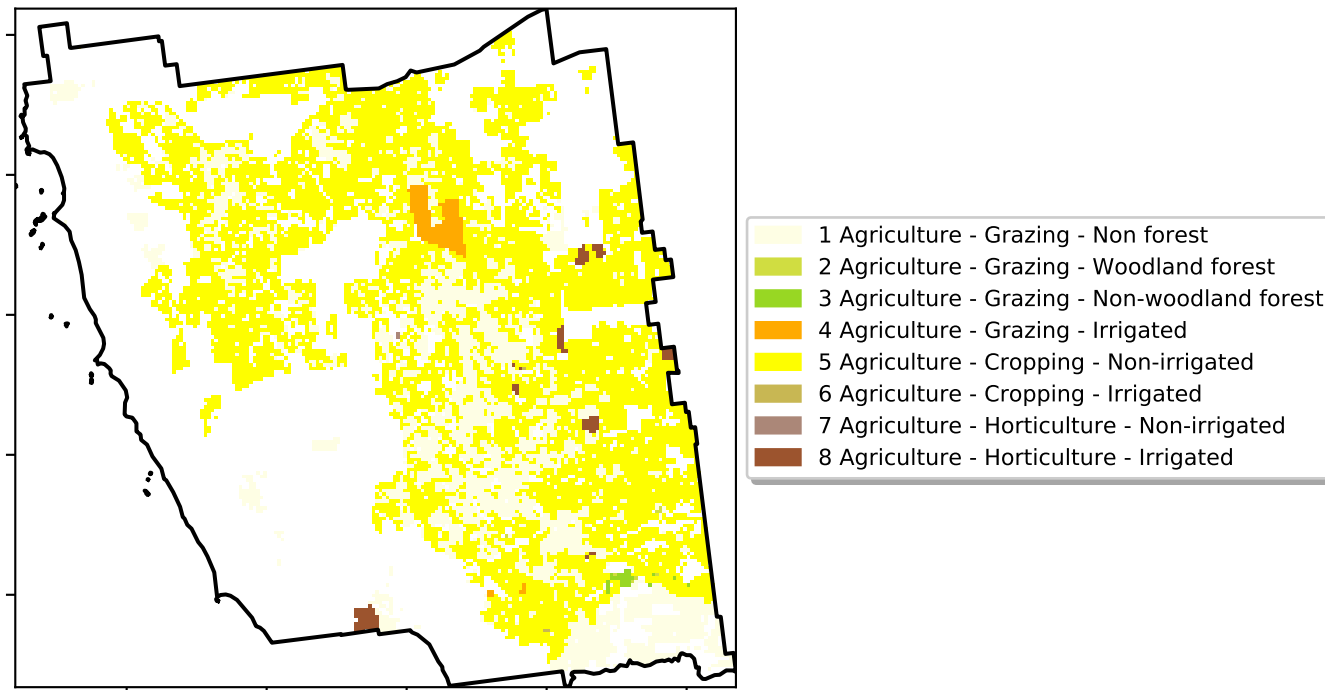 1 Agriculture - Grazing - Non forest
2 Agriculture - Grazing - Woodland forest
3 Agriculture - Grazing - Non-woodland forest
4 Agriculture - Grazing - Irrigated
5 Agriculture - Cropping - Non-irrigated
6 Agriculture - Cropping - Irrigated
7 Agriculture - Horticulture - Non-irrigated
8 Agriculture - Horticulture - Irrigated